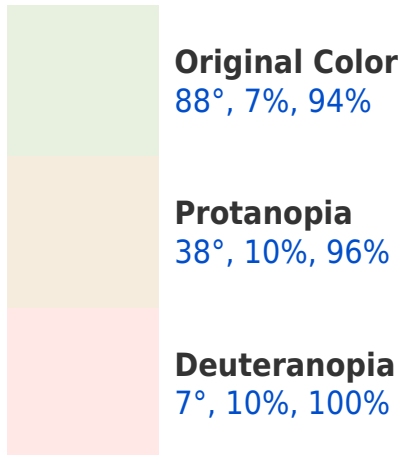 Original Color
88°, 7%, 94%
Protanopia
38°, 10%, 96%
Deuteranopia
7°, 10%, 100%